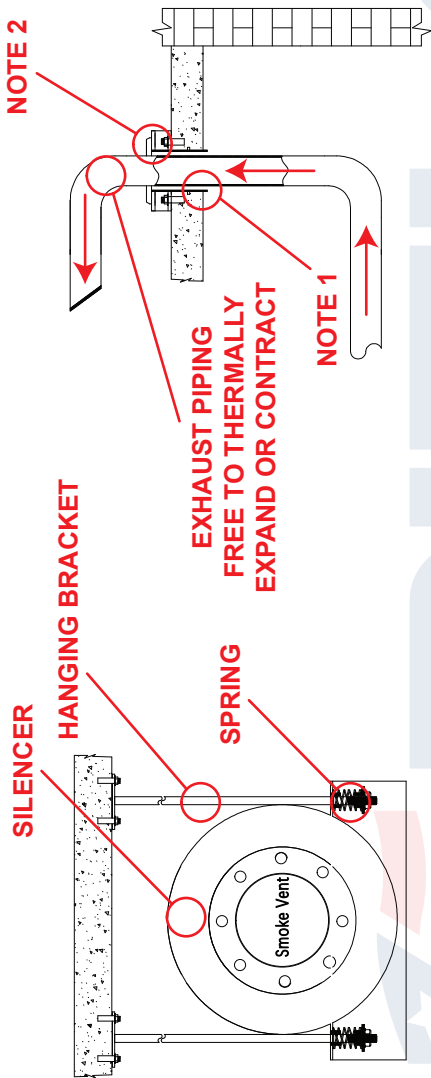 SILENCER
HANGING BRACKET
SPRING
Smoke Vent
EXHAUST PIPING
FREE TO THERMALLY
EXPAND OR CONTRACT
NOTE 1
NOTE 2